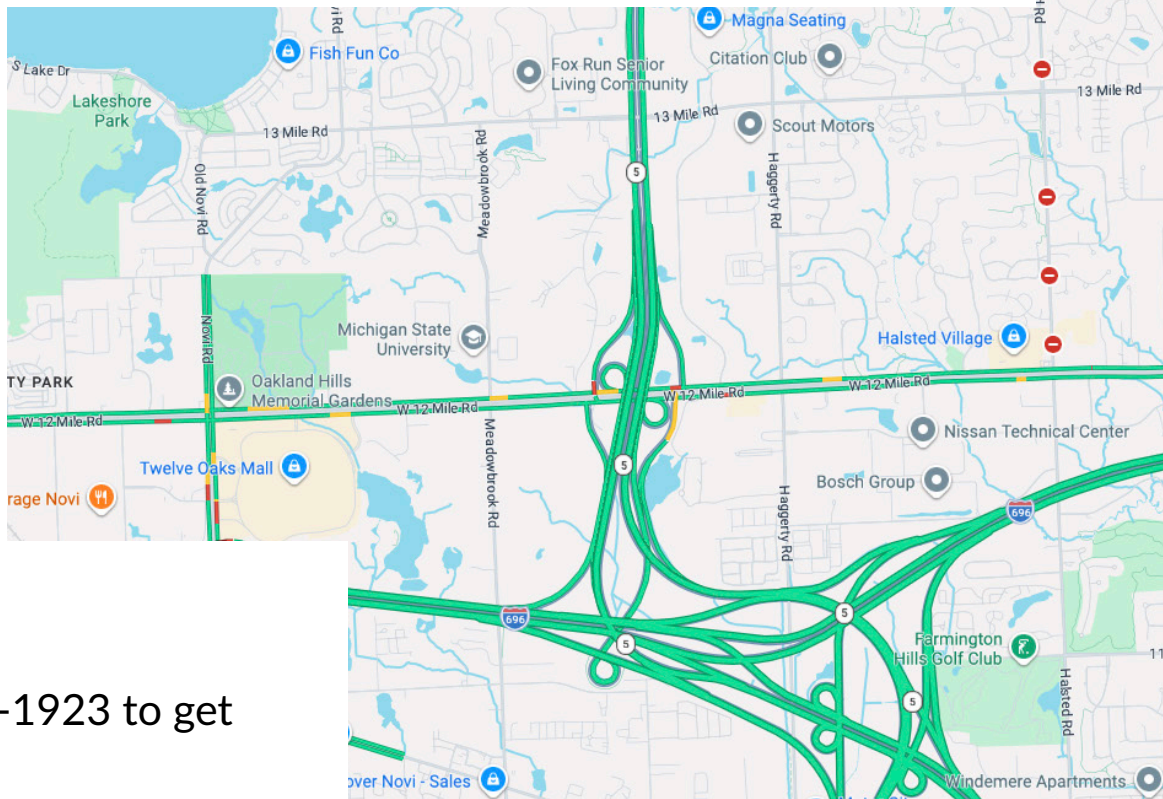 Magna Seating
Fish Fun Co
Citation Club
S Lake Dr
Fox Run Senior
Living Community
Lakeshore
Park
13 Mile Rd
13 Mile Rd
13 Mile Rd
Scout Motors
Meadowbrook Rd
Haggerty Rd
Old Novi Rd
5
Novi Rd
Michigan State
University
Halsted Village
TY PARK
Oakland Hills
Memorial Gardens
W 12 Mile Rd
W 12 Mile Rd
W 12 Mile Rd
W 12 Mile Rd
Meadowbrook Rd
Nissan Technical Center
Twelve Oaks Mall
5
Bosch Group
rage Novi
Haggerty Rd
696
696
5
5
Farmington
Hills Golf Club
11
Halsted Rd
5
-1923 to get
over Novi - Sales
Windemere Apartments